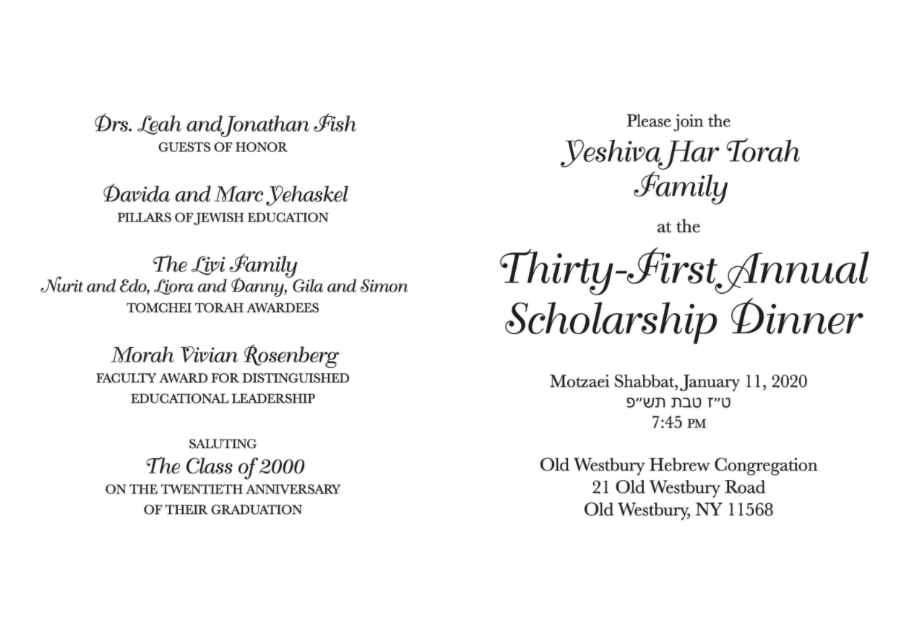 Drs. Leah and Jonathan Fish
GUESTS OF HONOR
Davida and Marc Yehaskel
PILLARS OF JEWISH EDUCATION
The Livi Family
Nurit and Edo, Liora and Danny, Gila and Simon
TOMCHEI TORAH AWARDEES
Morah Vivian Rosenberg
FACULTY AWARD FOR DISTINGUISHED
EDUCATIONAL LEADERSHIP
SALUTING
The Class of 2000
ON THE TWENTIETH ANNIVERSARY
OF THEIR GRADUATION
Please join the
Yeshiva Har Torah
Family
at the
Thirty-First Annual
Scholarship Dinner
Motzaei Shabbat, January 11, 2020
ט״ז טבת תש״פ
7:45 PM
Old Westbury Hebrew Congregation
21 Old Westbury Road
Old Westbury, NY 11568